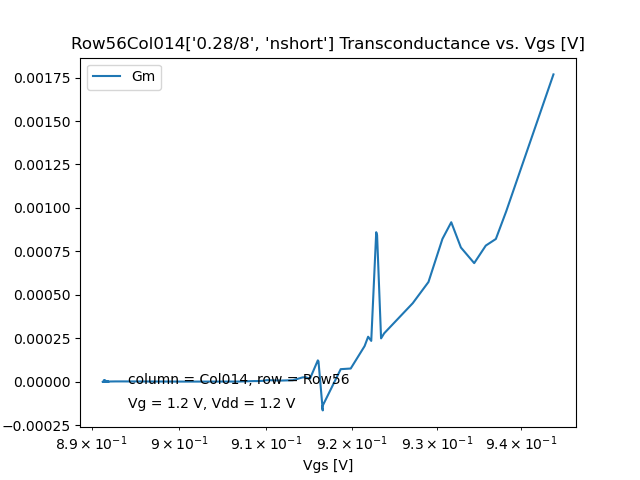 Row56Col014['0.28/8', 'nshort'] Transconductance vs. Vgs [V]
Gm
0.00175
0.00150
0.00125
0.00100
0.00075
0.00050
0.00025
0.00000
−0.00025
column = Col014, row = Row56
Vg = 1.2 V, Vdd = 1.2 V
8.9 × 10⁻¹ 9 × 10⁻¹ 9.1 × 10⁻¹ 9.2 × 10⁻¹ 9.3 × 10⁻¹ 9.4 × 10⁻¹
Vgs [V]